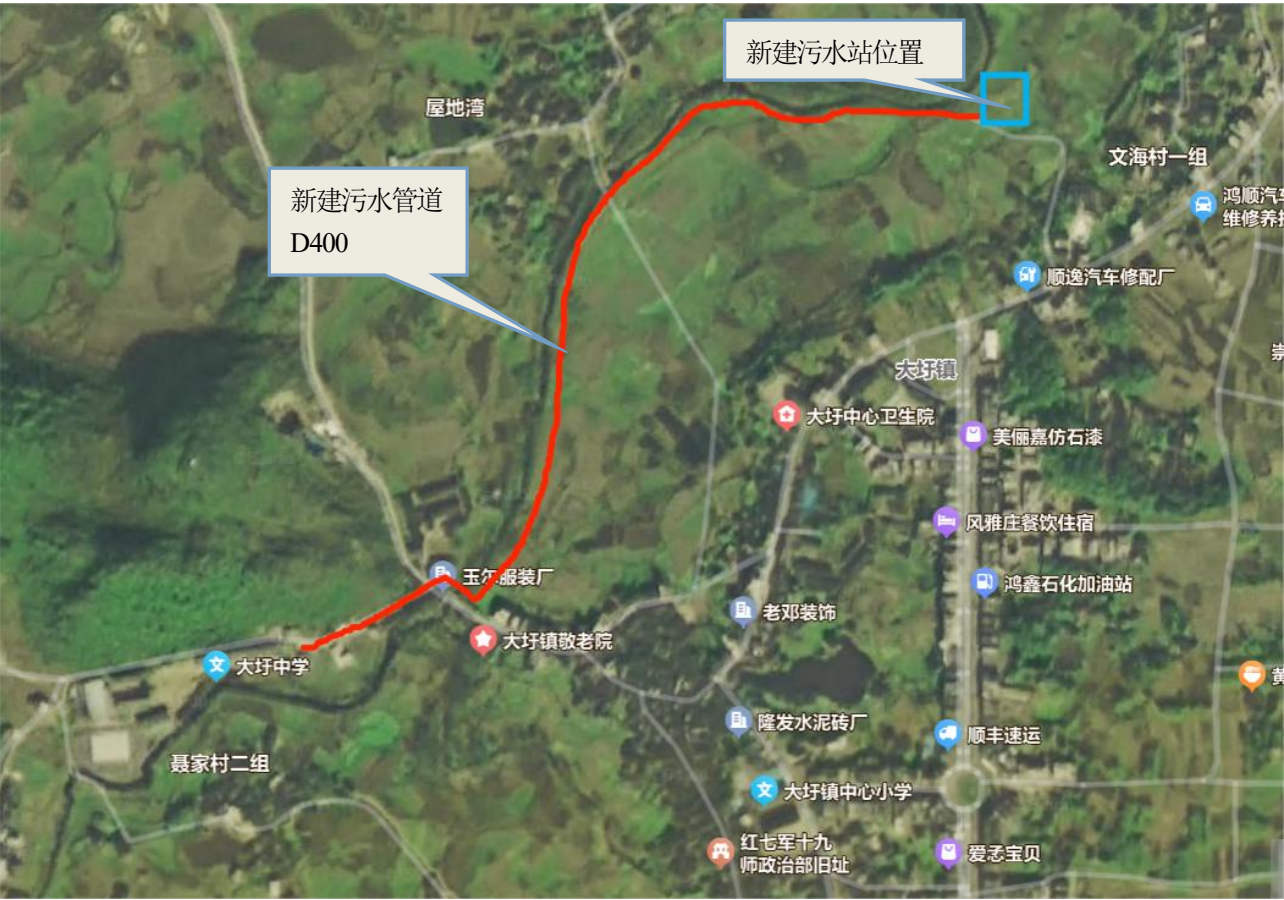 新建污水站位置
屋地湾
文海村一组
新建污水管道
D400
鸿顺汽车
维修养护
顺逸汽车修配厂
大圩镇
大圩中心卫生院
美俪嘉仿石漆
风雅庄餐饮住宿
玉尔服装厂
鸿鑫石化加油站
老邓装饰
大圩镇敬老院
大圩中学
隆发水泥砖厂
顺丰速运
聂家村二组
大圩镇中心小学
红七军十九
师政治部旧址
爱孞宝贝